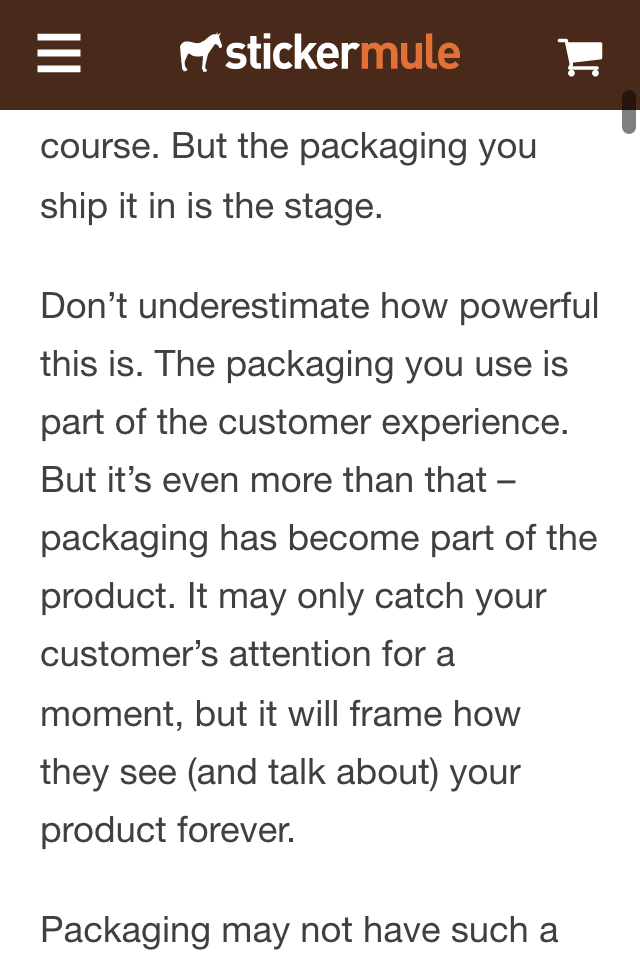 stickermule
course. But the packaging you
ship it in is the stage.
Don’t underestimate how powerful
this is. The packaging you use is
part of the customer experience.
But it’s even more than that –
packaging has become part of the
product. It may only catch your
customer’s attention for a
moment, but it will frame how
they see (and talk about) your
product forever.
Packaging may not have such a